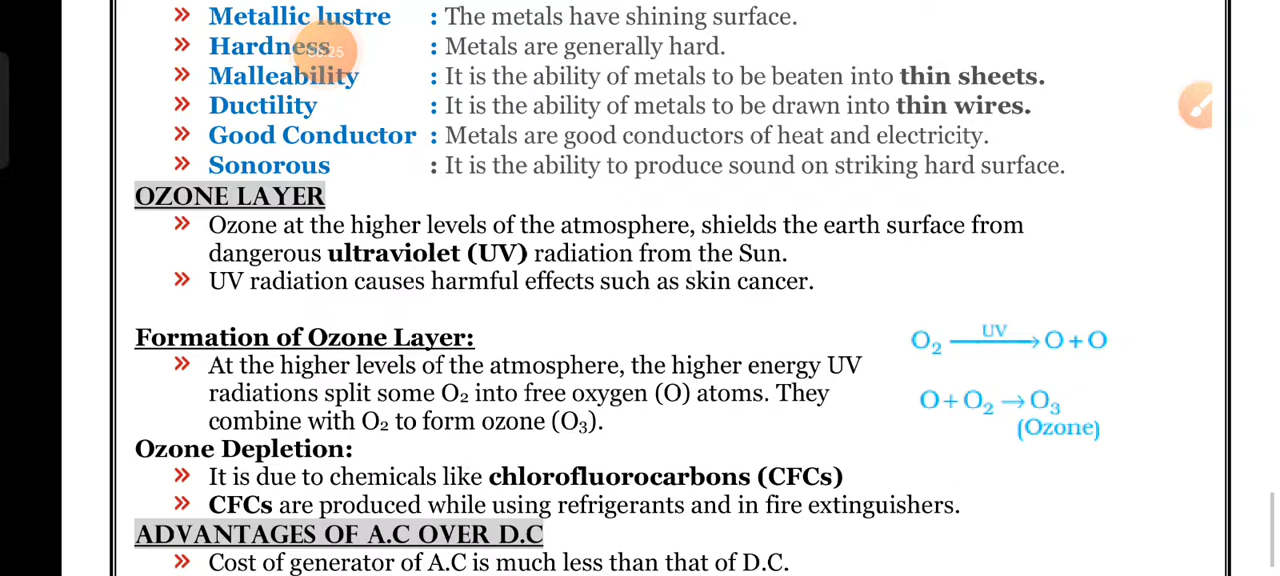 » Metallic lustre : The metals have shining surface.
» Hardness : Metals are generally hard.
» Malleability : It is the ability of metals to be beaten into thin sheets.
» Ductility : It is the ability of metals to be drawn into thin wires.
» Good Conductor : Metals are good conductors of heat and electricity.
» Sonorous : It is the ability to produce sound on striking hard surface.
OZONE LAYER
» Ozone at the higher levels of the atmosphere, shields the earth surface from
dangerous ultraviolet (UV) radiation from the Sun.
» UV radiation causes harmful effects such as skin cancer.
Formation of Ozone Layer:
» At the higher levels of the atmosphere, the higher energy UV
radiations split some O₂ into free oxygen (O) atoms. They
combine with O₂ to form ozone (O₃).
UV
O₂ → O + O
O + O₂ → O₃
(Ozone)
Ozone Depletion:
» It is due to chemicals like chlorofluorocarbons (CFCs)
» CFCs are produced while using refrigerants and in fire extinguishers.
ADVANTAGES OF A.C OVER D.C
» Cost of generator of A.C is much less than that of D.C.